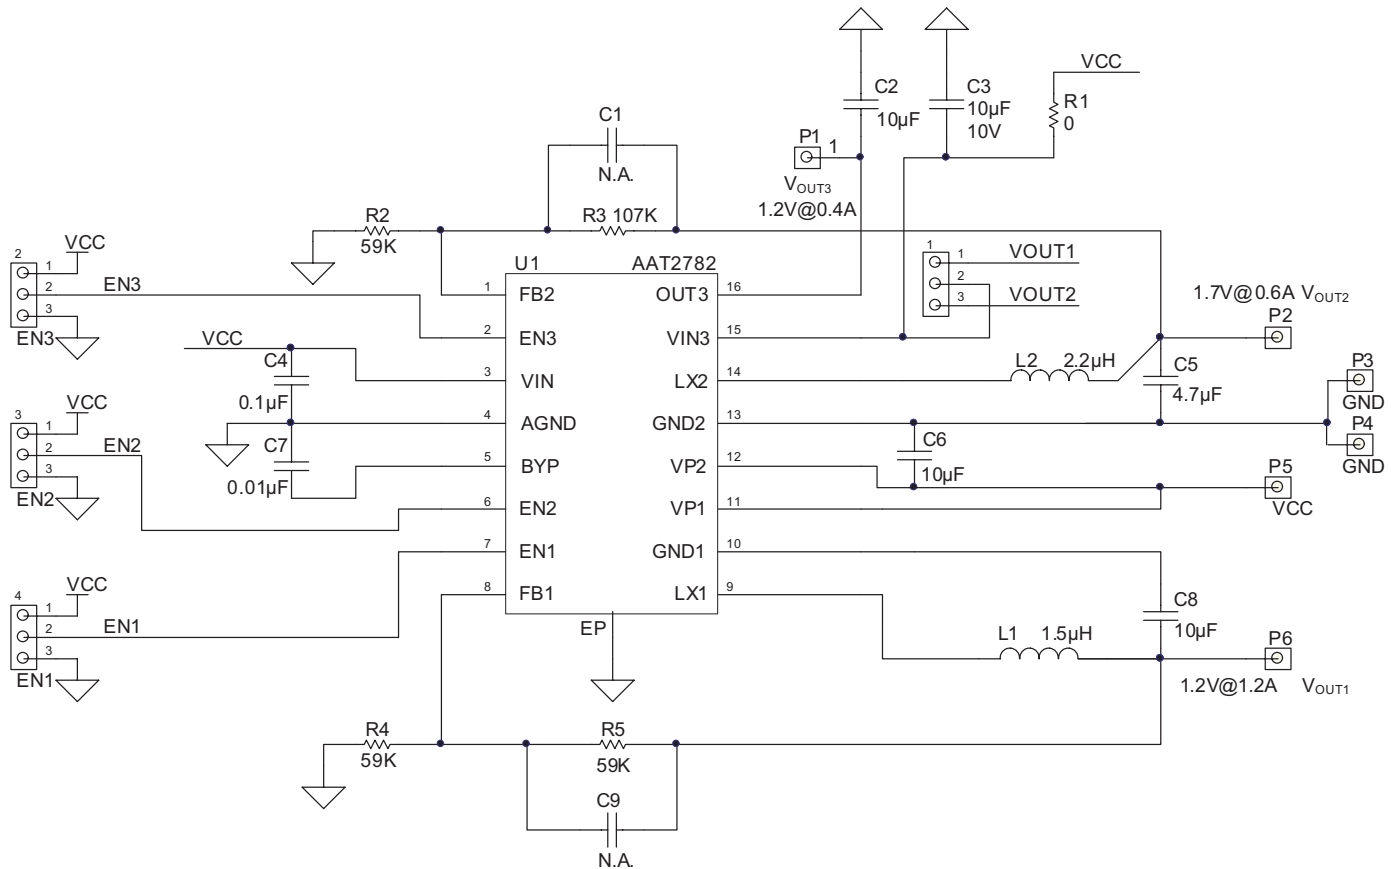 VCC
C2
10µF
C3
10µF
10V
R1
0
C1
N.A.
P1
1
VOUT3
1.2V@0.4A
R2
59K
R3 107K
2
VCC
1
2
3
EN3
EN3
U1
AAT2782
1
1
2
3
VOUT1
VOUT2
1.7V@0.6A VOUT2
P2
1
FB2
OUT3
16
2
EN3
VIN3
15
VCC
C4
0.1µF
3
VIN
LX2
14
L2
2.2µH
C5
4.7µF
P3
GND
P4
GND
4
AGND
GND2
13
3
VCC
1
2
3
EN2
EN2
C7
0.01µF
5
BYP
VP2
12
C6
10µF
P5
VCC
6
EN2
VP1
11
7
EN1
GND1
10
8
FB1
LX1
9
4
VCC
1
2
3
EN1
EN1
EP
L1
1.5µH
C8
10µF
P6
1.2V@1.2A
VOUT1
R4
59K
R5
59K
C9
N.A.